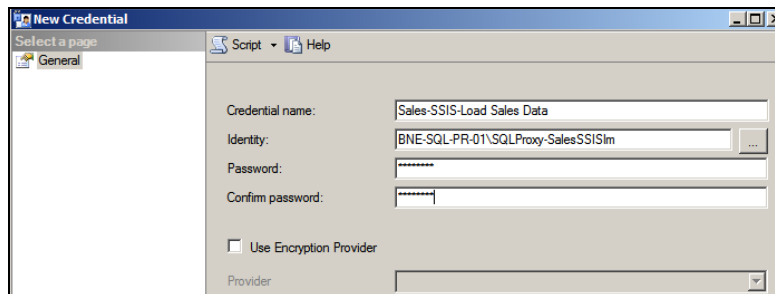 New Credential
Select a page
General
Script Help
Credential name: Sales-SSIS-Load Sales Data
Identity: BNE-SQL-PR-01\SQLProxy-SalesSSISIm ...
Password: ********
Confirm password: ********
Use Encryption Provider
Provider